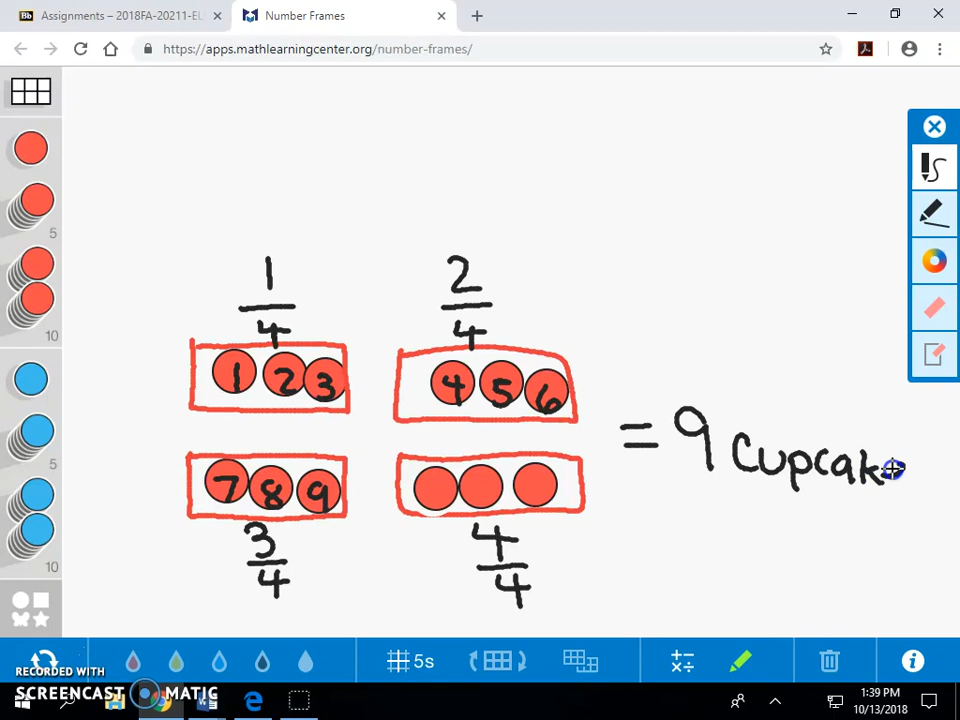 Assignments – 2018FA-20211-EL
Number Frames
https://apps.mathlearningcenter.org/number-frames/
5
10
5
10
1/4
2/4
1 2 3
4 5 6
= 9 Cupcak
7 8 9
3/4
4/4
5s
RECORDED WITH
SCREENCAST MATIC
1:39 PM
10/13/2018